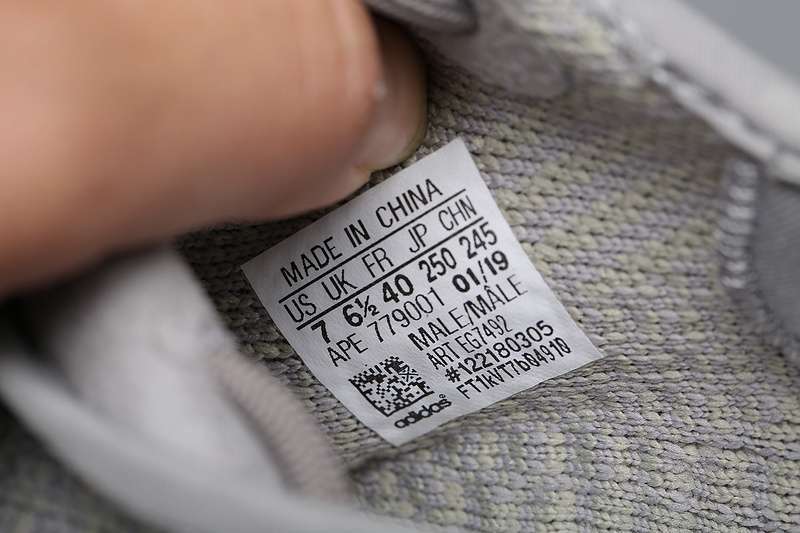 MADE IN CHINA
US UK FR JP CHN
7 6½ 40 250 245
APE 779001 01/19
MALE/MÂLE
ART EG7492
#122180305
FT1KVT7b04910
adidas